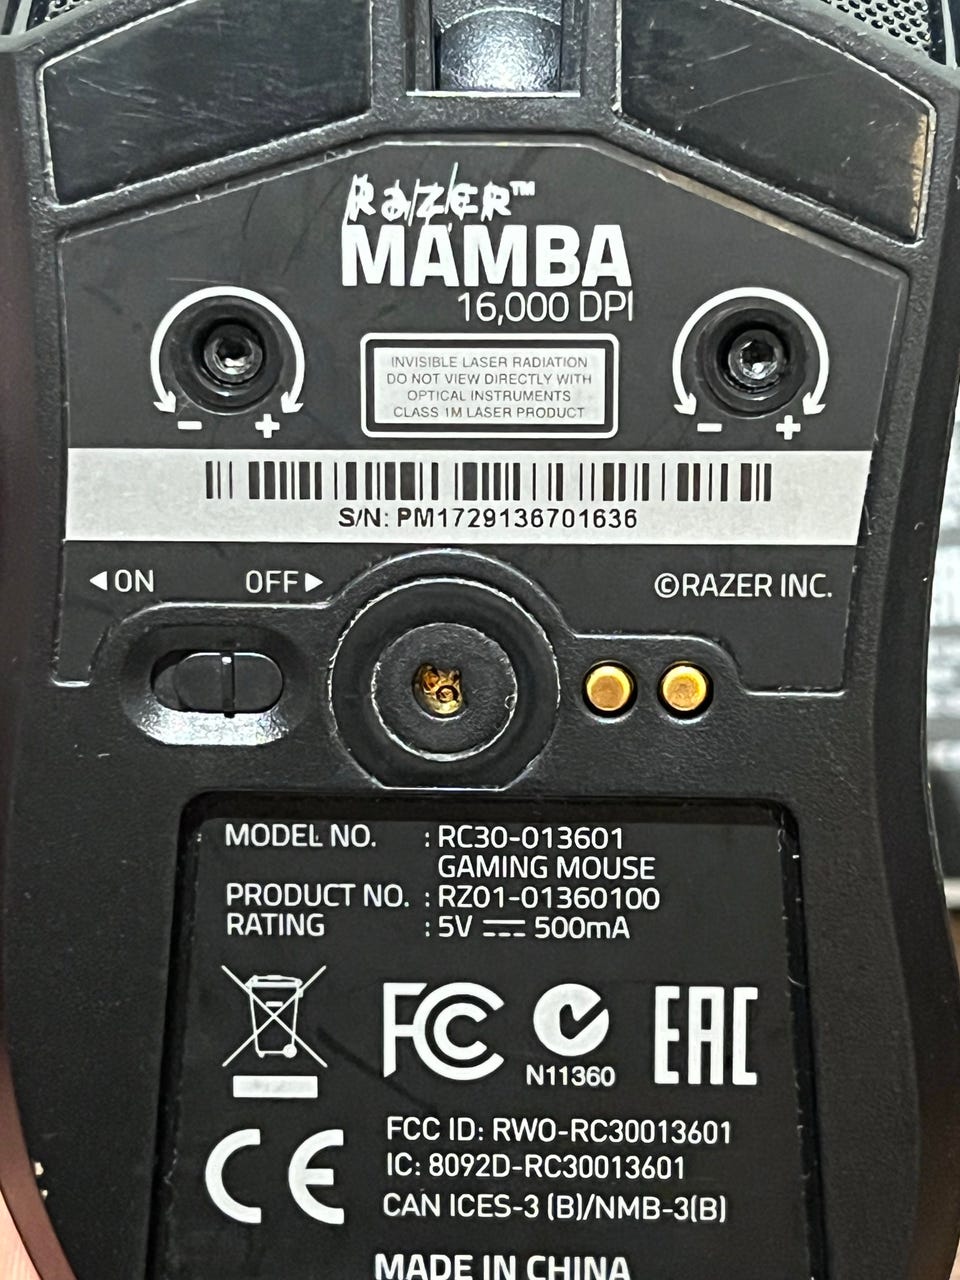 RAZER™
MAMBA
16,000 DPI
INVISIBLE LASER RADIATION
DO NOT VIEW DIRECTLY WITH
OPTICAL INSTRUMENTS
CLASS 1M LASER PRODUCT
- + - +
S/N: PM1729136701636
◀ON OFF▶ ©RAZER INC.
MODEL NO. : RC30-013601
GAMING MOUSE
PRODUCT NO. : RZ01-01360100
RATING : 5V ⎓ 500mA
FC EAC
N11360
CE
FCC ID: RWO-RC30013601
IC: 8092D-RC30013601
CAN ICES-3 (B)/NMB-3(B)
MADE IN CHINA